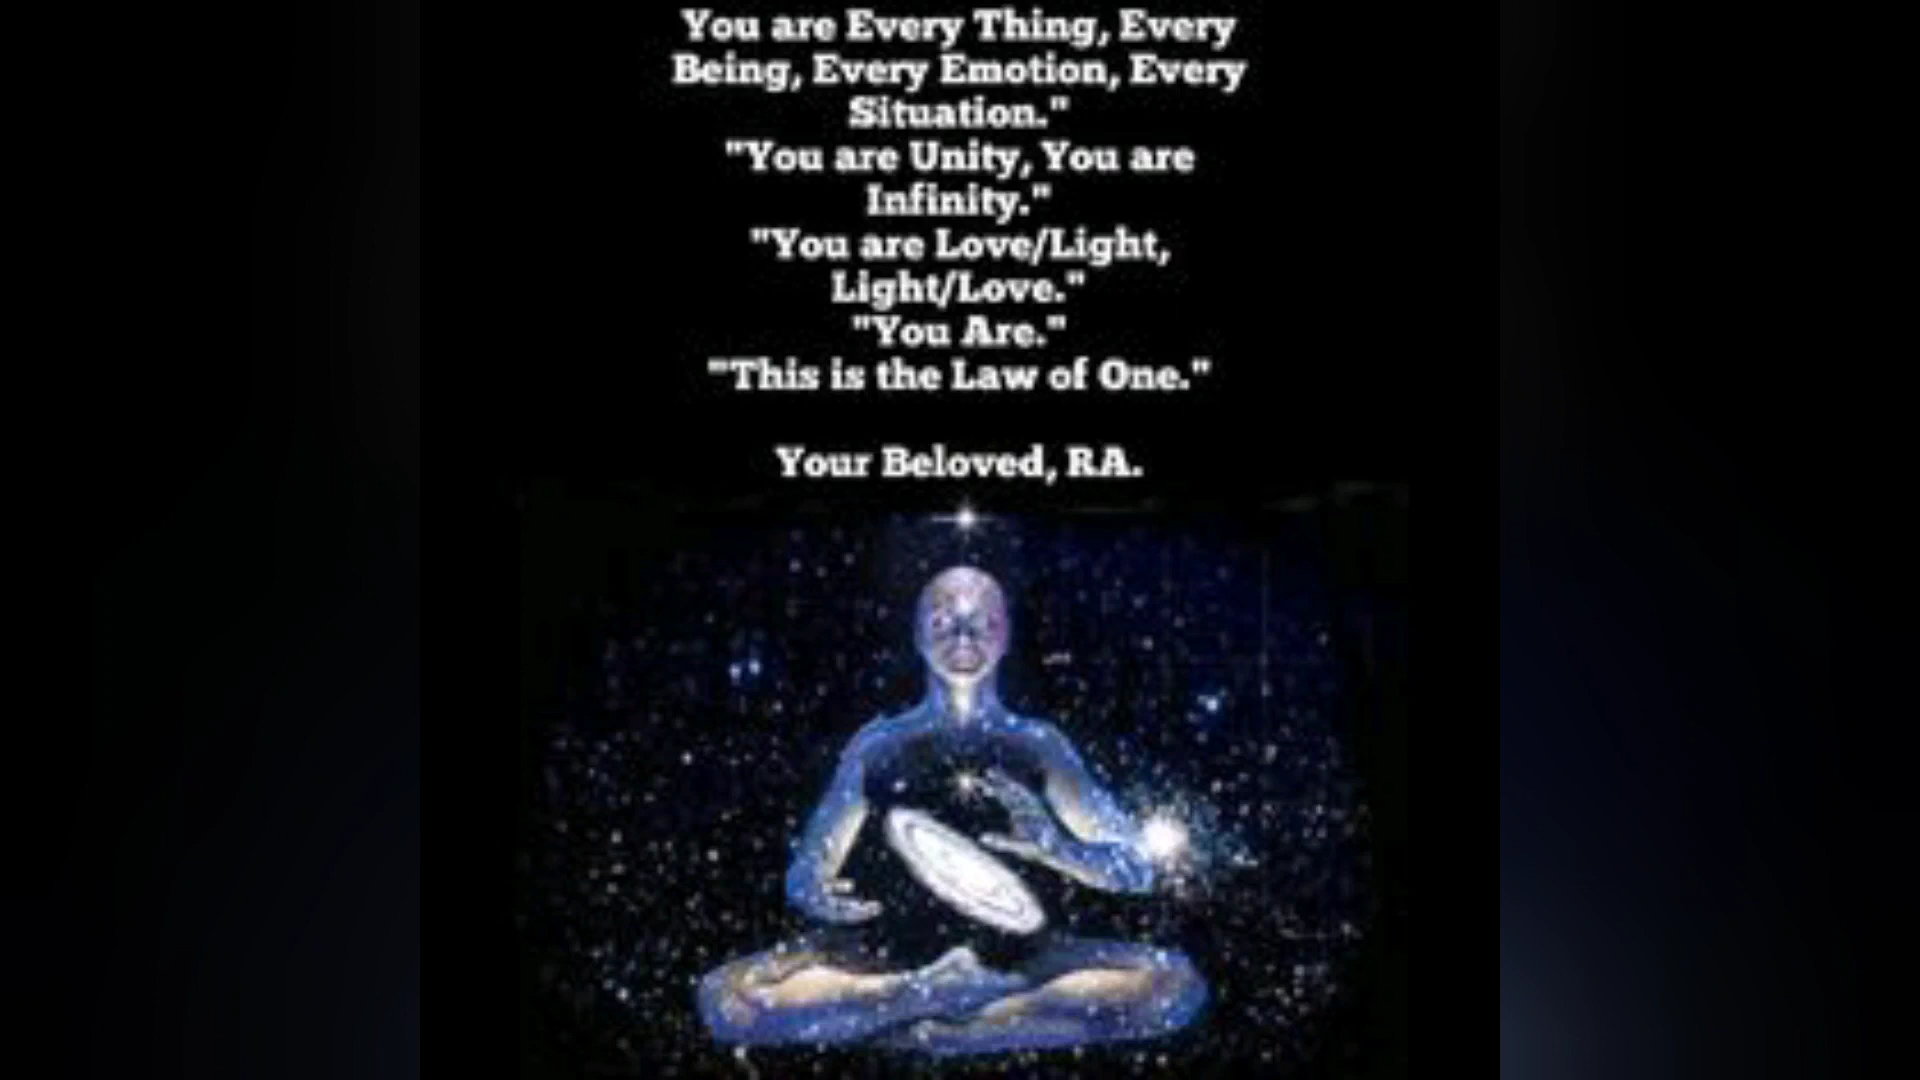 You are Every Thing, Every
Being, Every Emotion, Every
Situation."
"You are Unity, You are
Infinity."
"You are Love/Light,
Light/Love."
"You Are."
"'This is the Law of One."
Your Beloved, RA.